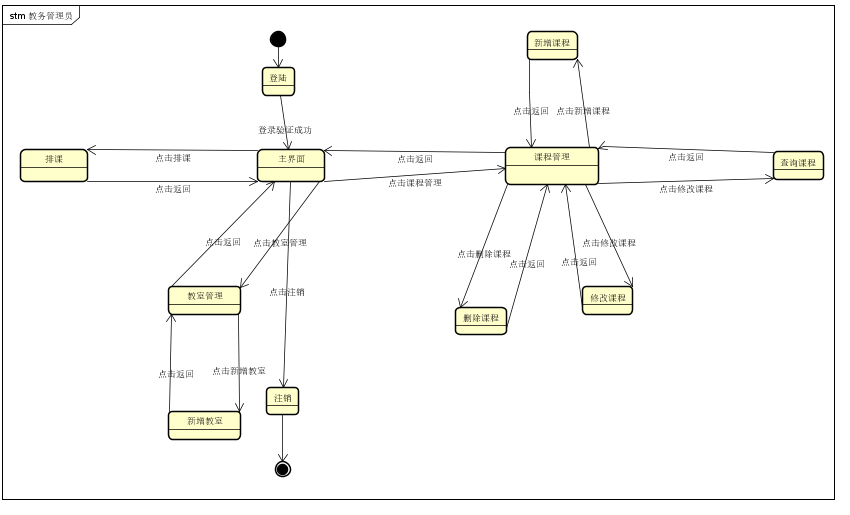 stm 教务管理员
新增课程
登陆
点击返回
点击新增课程
登录验证成功
排课
点击排课
主界面
点击返回
课程管理
点击返回
查询课程
点击返回
点击课程管理
点击修改课程
点击返回
点击教室管理
点击删除课程
点击返回
点击修改课程
点击返回
教室管理
点击注销
删除课程
修改课程
点击返回
点击新增教室
注销
新增教室